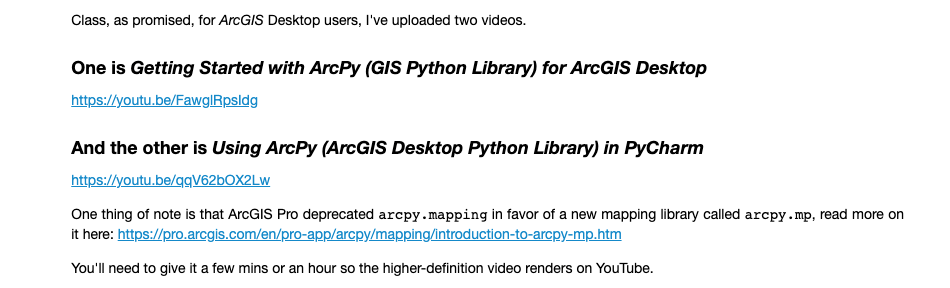 Class, as promised, for ArcGIS Desktop users, I've uploaded two videos.
One is Getting Started with ArcPy (GIS Python Library) for ArcGIS Desktop
https://youtu.be/FawglRpsIdg
And the other is Using ArcPy (ArcGIS Desktop Python Library) in PyCharm
https://youtu.be/qqV62bOX2Lw
One thing of note is that ArcGIS Pro deprecated arcpy.mapping in favor of a new mapping library called arcpy.mp, read more on
it here: https://pro.arcgis.com/en/pro-app/arcpy/mapping/introduction-to-arcpy-mp.htm
You'll need to give it a few mins or an hour so the higher-definition video renders on YouTube.